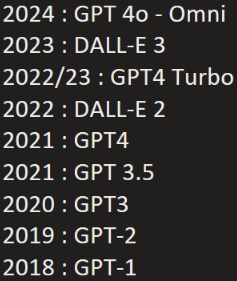 2024 : GPT 4o - Omni
2023 : DALL-E 3
2022/23 : GPT4 Turbo
2022 : DALL-E 2
2021 : GPT4
2021 : GPT 3.5
2020 : GPT3
2019 : GPT-2
2018 : GPT-1